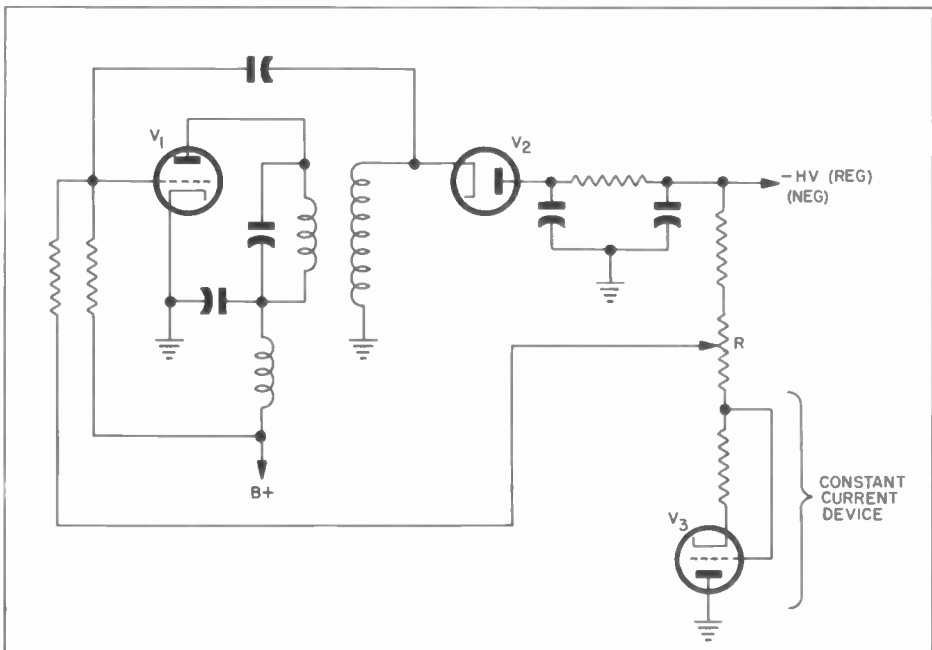 V1
V2
-HV (REG)
(NEG)
R
B+
V3
CONSTANT
CURRENT
DEVICE